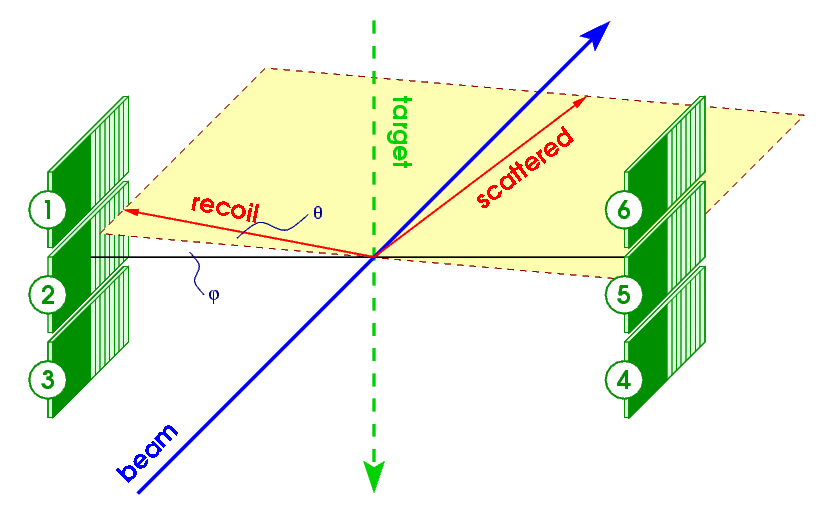 target
scattered
1
recoil
θ
6
2
φ
5
3
4
beam